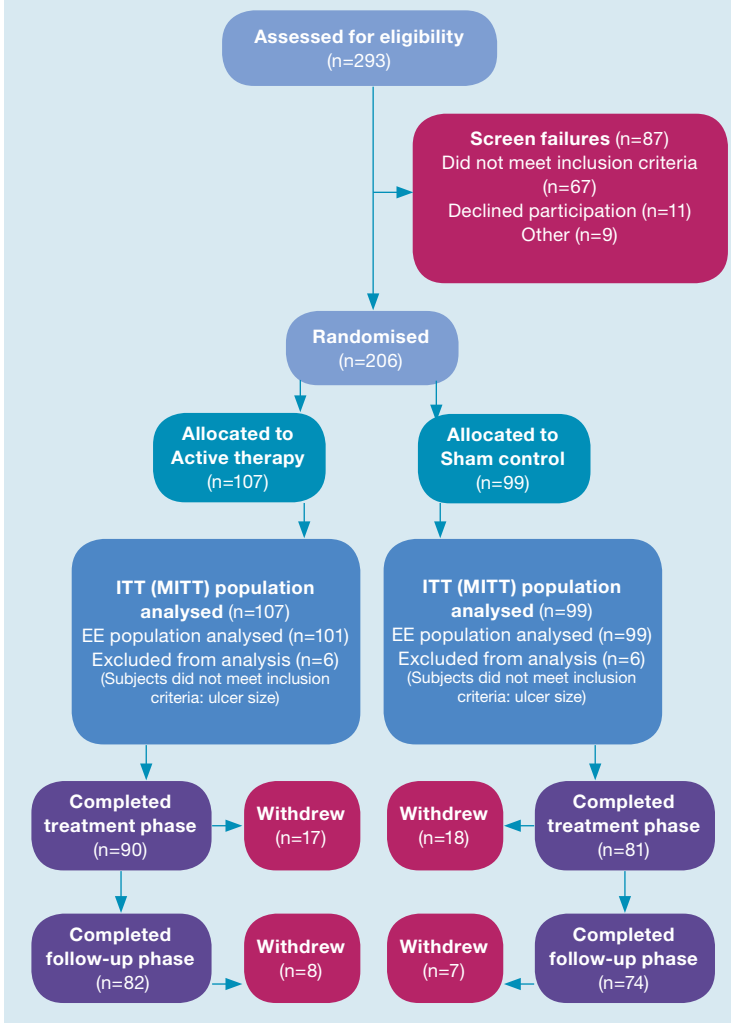 Assessed for eligibility
(n=293)
Screen failures (n=87)
Did not meet inclusion criteria
(n=67)
Declined participation (n=11)
Other (n=9)
Randomised
(n=206)
Allocated to
Active therapy
(n=107)
Allocated to
Sham control
(n=99)
ITT (MITT) population
analysed (n=107)
EE population analysed (n=101)
Excluded from analysis (n=6)
(Subjects did not meet inclusion
criteria: ulcer size)
ITT (MITT) population
analysed (n=99)
EE population analysed (n=99)
Excluded from analysis (n=6)
(Subjects did not meet inclusion
criteria: ulcer size)
Completed
treatment phase
(n=90)
Withdrew
(n=17)
Withdrew
(n=18)
Completed
treatment phase
(n=81)
Completed
follow-up phase
(n=82)
Withdrew
(n=8)
Withdrew
(n=7)
Completed
follow-up phase
(n=74)